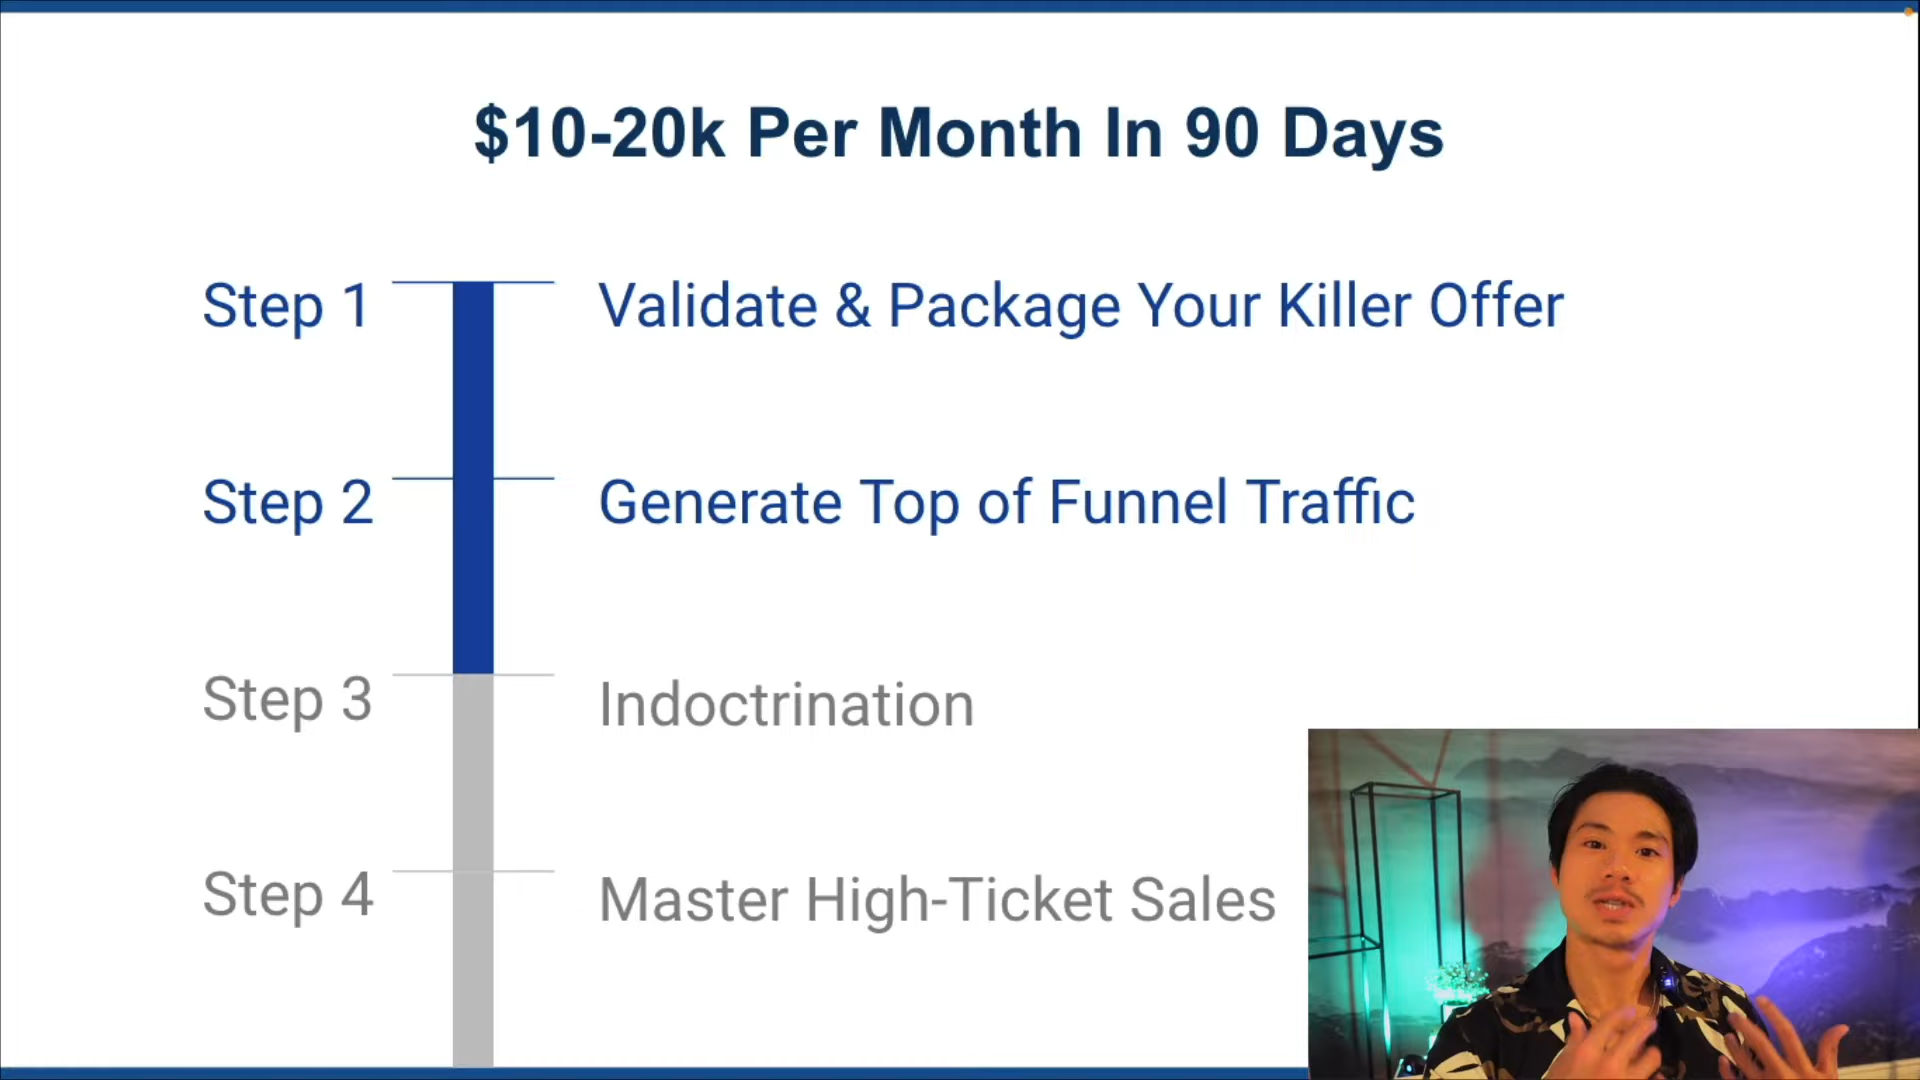 $10-20k Per Month In 90 Days
Step 1 Validate & Package Your Killer Offer
Step 2 Generate Top of Funnel Traffic
Step 3 Indoctrination
Step 4 Master High-Ticket Sales